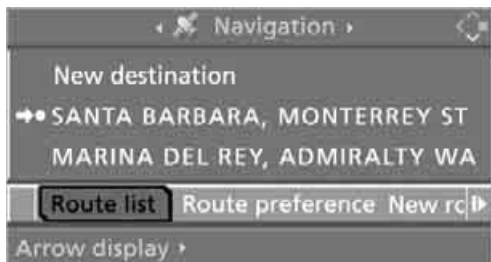 Navigation
New destination
SANTA BARBARA, MONTERREY ST
MARINA DEL REY, ADMIRALTY WA
Route list Route preference New rc
Arrow display